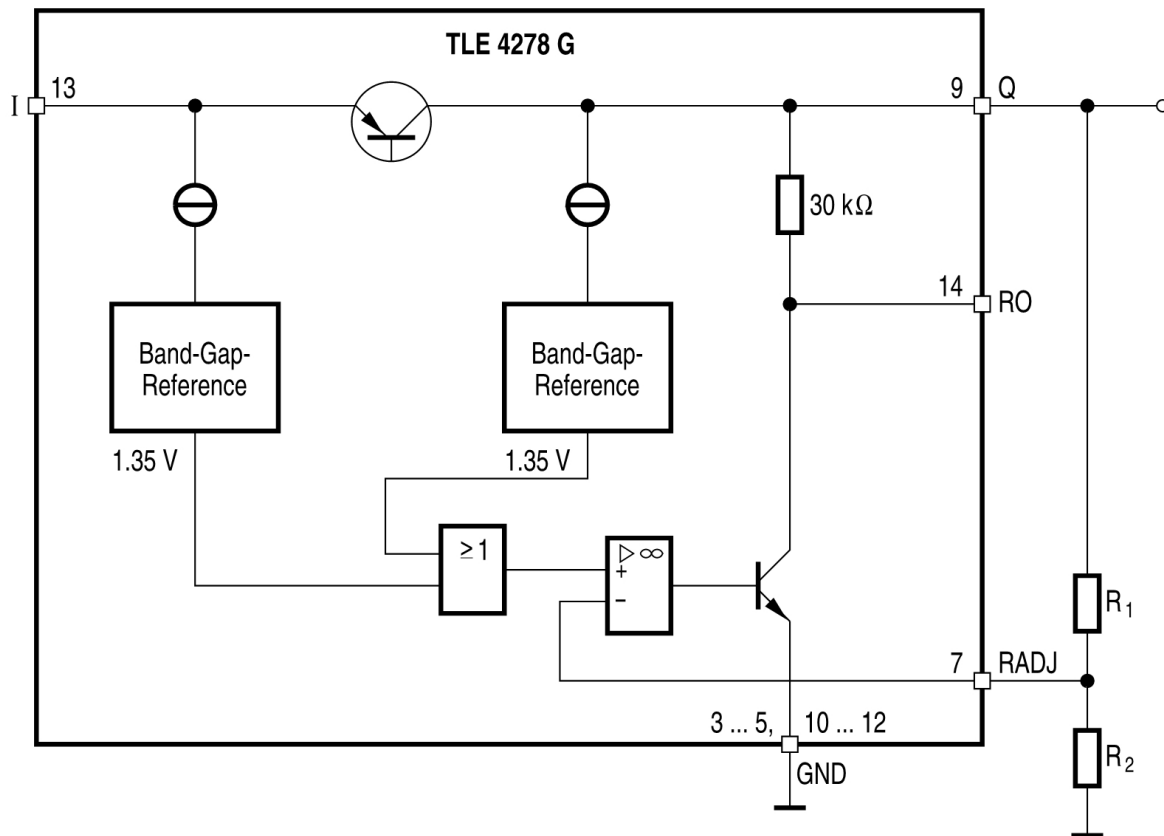 TLE 4278 G
I
13
9
Q
30 kΩ
14
RO
Band-Gap-
Reference
Band-Gap-
Reference
1.35 V
1.35 V
≥1
▷ ∞
+
−
R1
7
RADJ
3 ... 5,
10 ... 12
GND
R2